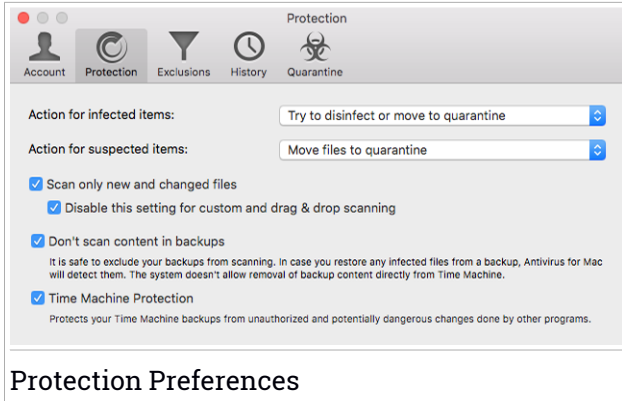 Protection
Account Protection Exclusions History Quarantine
Action for infected items: Try to disinfect or move to quarantine
Action for suspected items: Move files to quarantine
Scan only new and changed files
Disable this setting for custom and drag & drop scanning
Don't scan content in backups
It is safe to exclude your backups from scanning. In case you restore any infected files from a backup, Antivirus for Mac
will detect them. The system doesn't allow removal of backup content directly from Time Machine.
Time Machine Protection
Protects your Time Machine backups from unauthorized and potentially dangerous changes done by other programs.
Protection Preferences